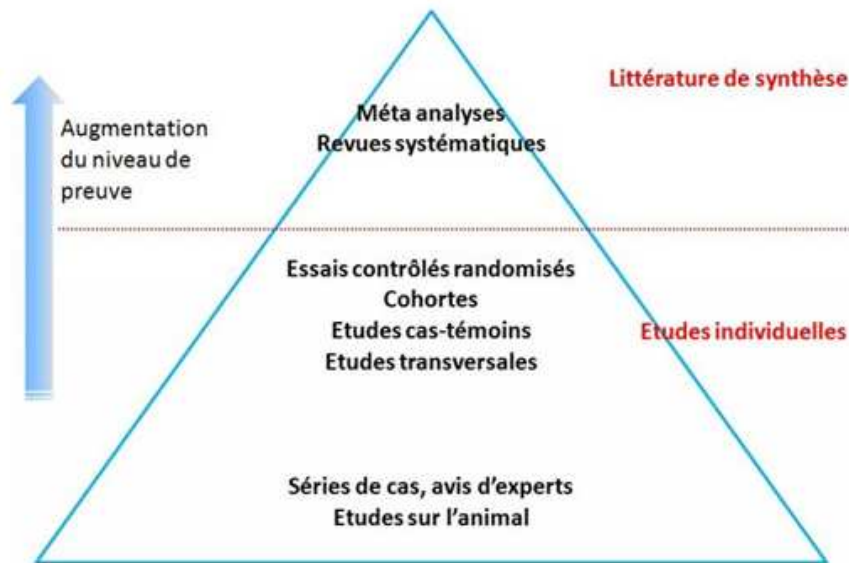 Littérature de synthèse
Méta analyses
Revues systématiques
Augmentation
du niveau de
preuve
Essais contrôlés randomisés
Cohortes
Etudes cas-témoins
Etudes transversales
Etudes individuelles
Séries de cas, avis d’experts
Etudes sur l’animal